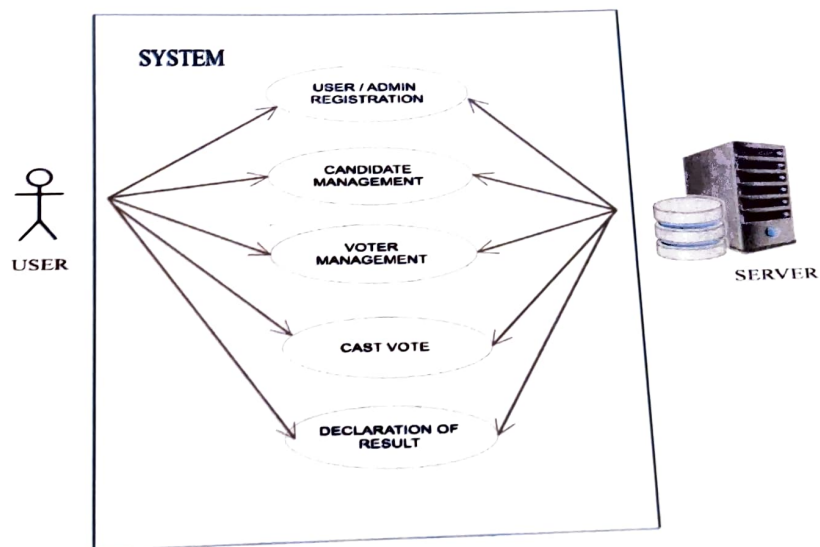 SYSTEM
USER / ADMIN
REGISTRATION
CANDIDATE
MANAGEMENT
VOTER
MANAGEMENT
CAST VOTE
DECLARATION OF
RESULT
USER
SERVER